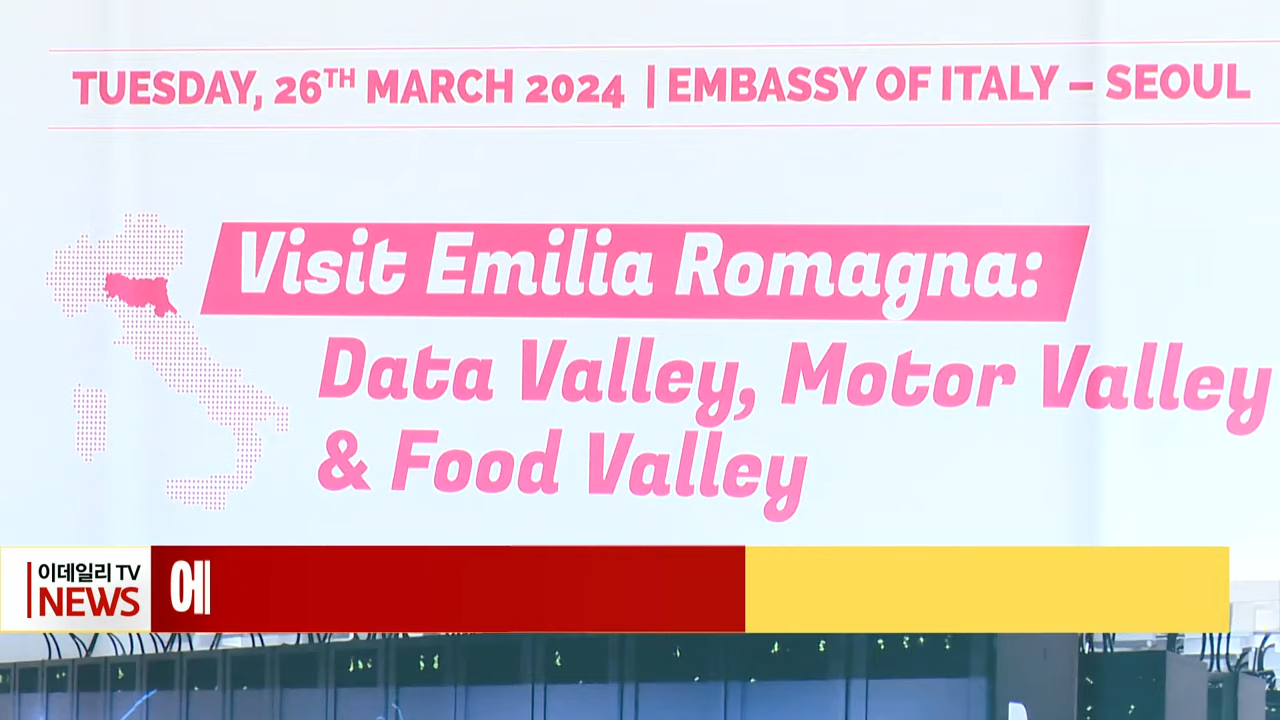 TUESDAY, 26TH MARCH 2024 | EMBASSY OF ITALY – SEOUL
Visit Emilia Romagna:
Data Valley, Motor Valley
& Food Valley
이데일리 TV
NEWS
에